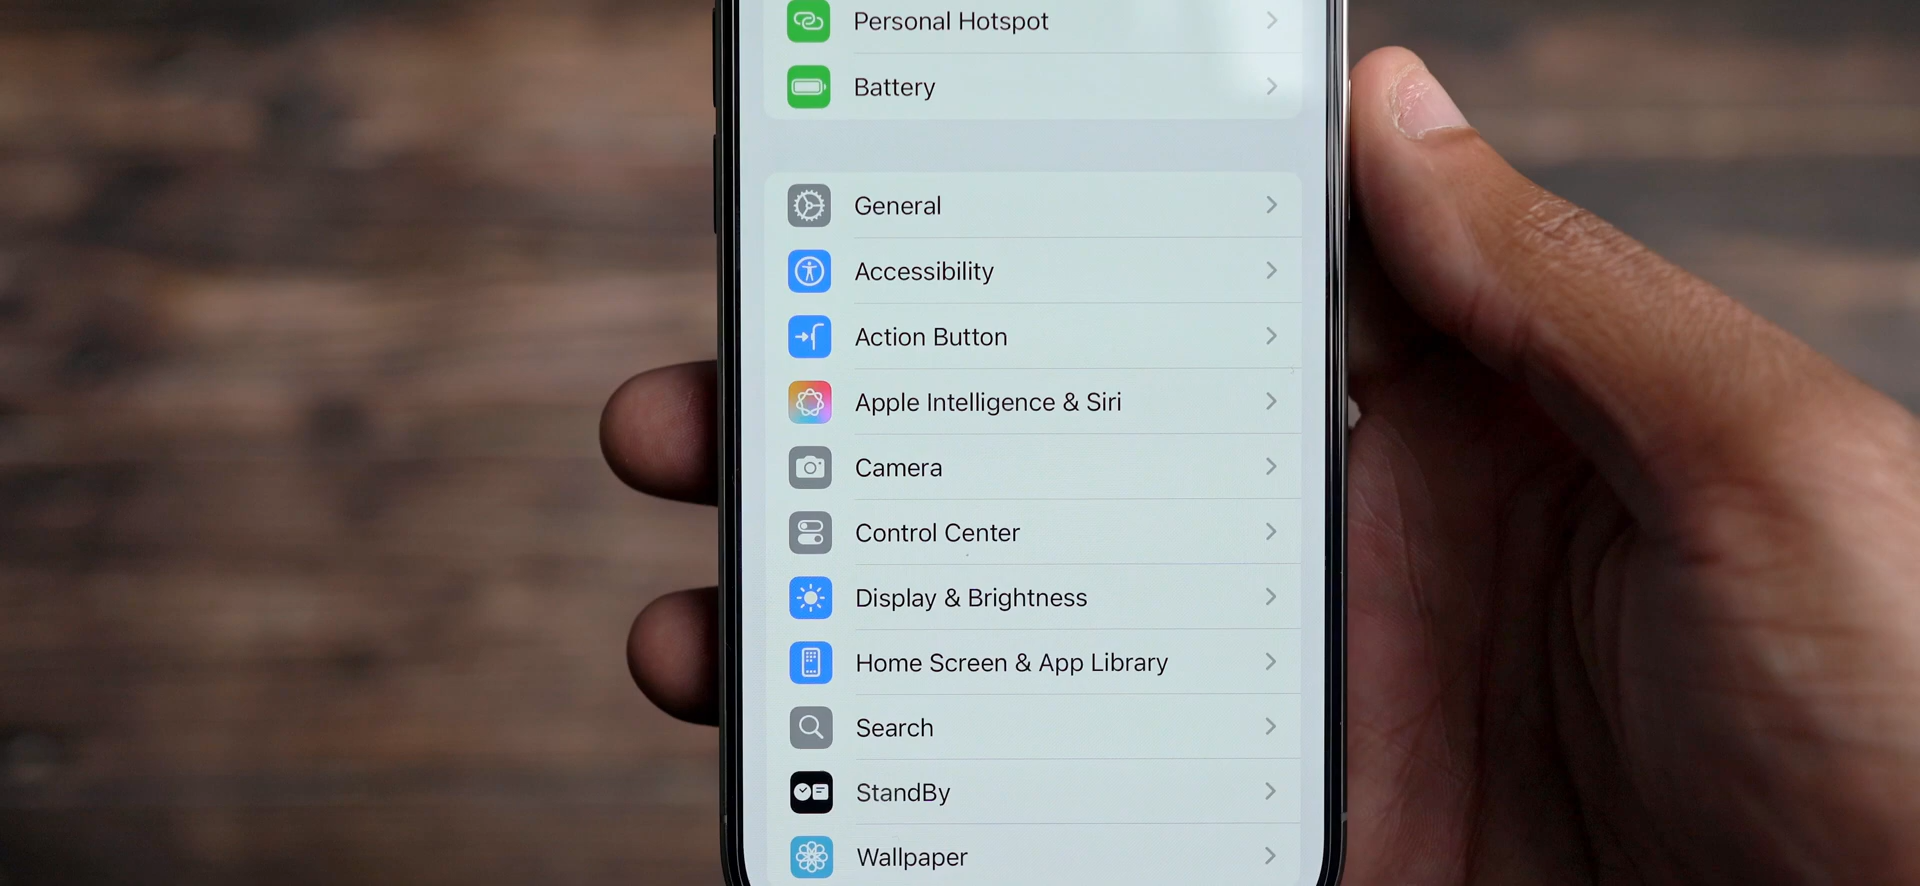 Personal Hotspot
Battery
General
Accessibility
Action Button
Apple Intelligence & Siri
Camera
Control Center
Display & Brightness
Home Screen & App Library
Search
StandBy
Wallpaper